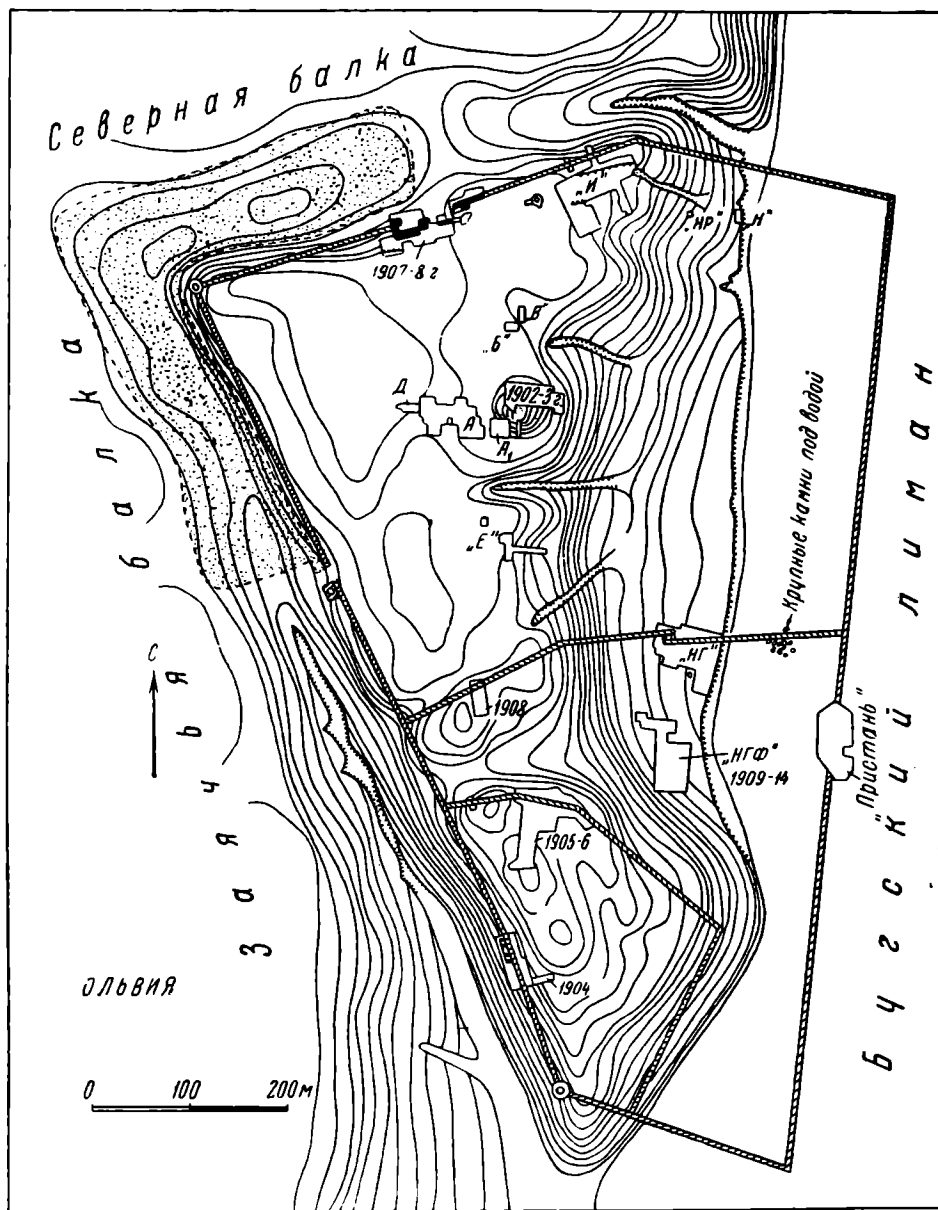 Северная балка
"И"
"НР"
"Н"
1907-8 г
"Б"
В
Д
1902-3 г.
А
А₁
"Е"
Крупные камни под водой
С
"НГ"
1908
"НГФ"
1909-14
"Пристань"
1905-6
1904
Заячья балка
Бугский лиман
ОЛЬВИЯ
0 100 200 м